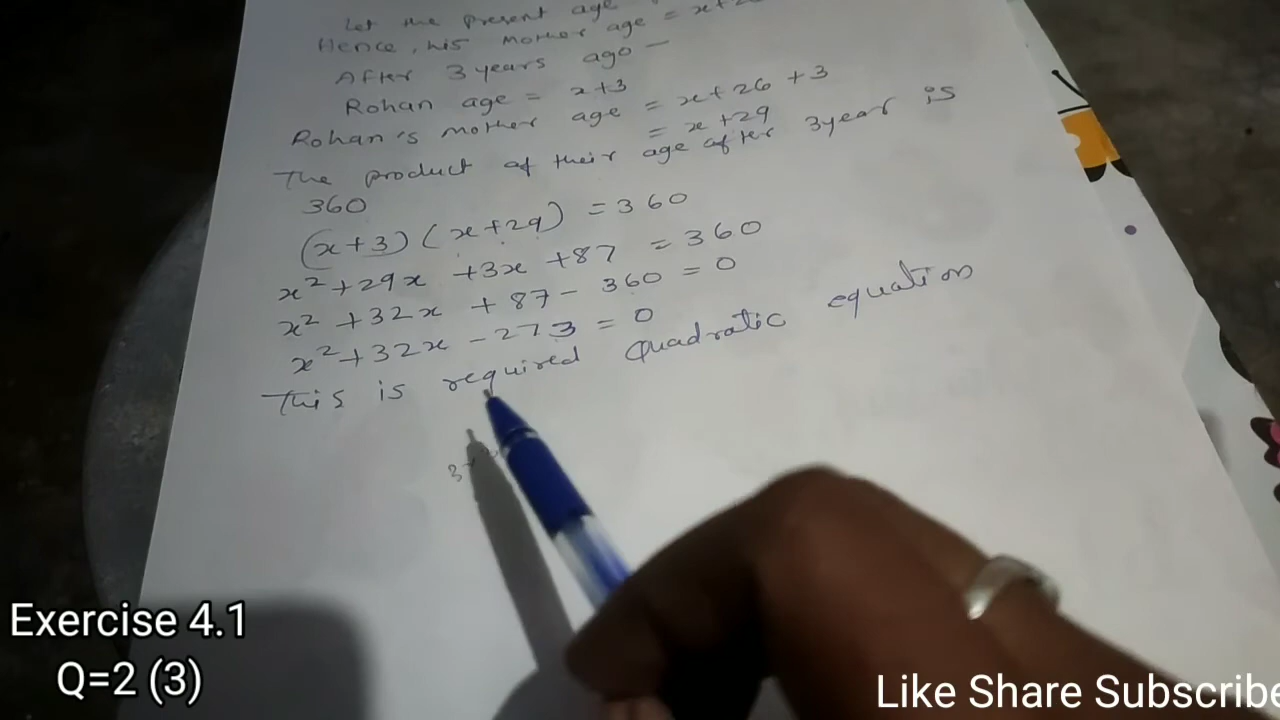 Let the present age
Hence, his mother age = x+2
After 3 years ago —
Rohan age = x+3
Rohan's mother age = x+26 +3
= x+29
The product of their age after 3year is
360
(x+3) (x+29) = 360
x² + 29x + 3x + 87 = 360
x² + 32x + 87 - 360 = 0
x² + 32x - 273 = 0
This is required quadratic equation
Exercise 4.1
Q=2 (3)
Like Share Subscribe